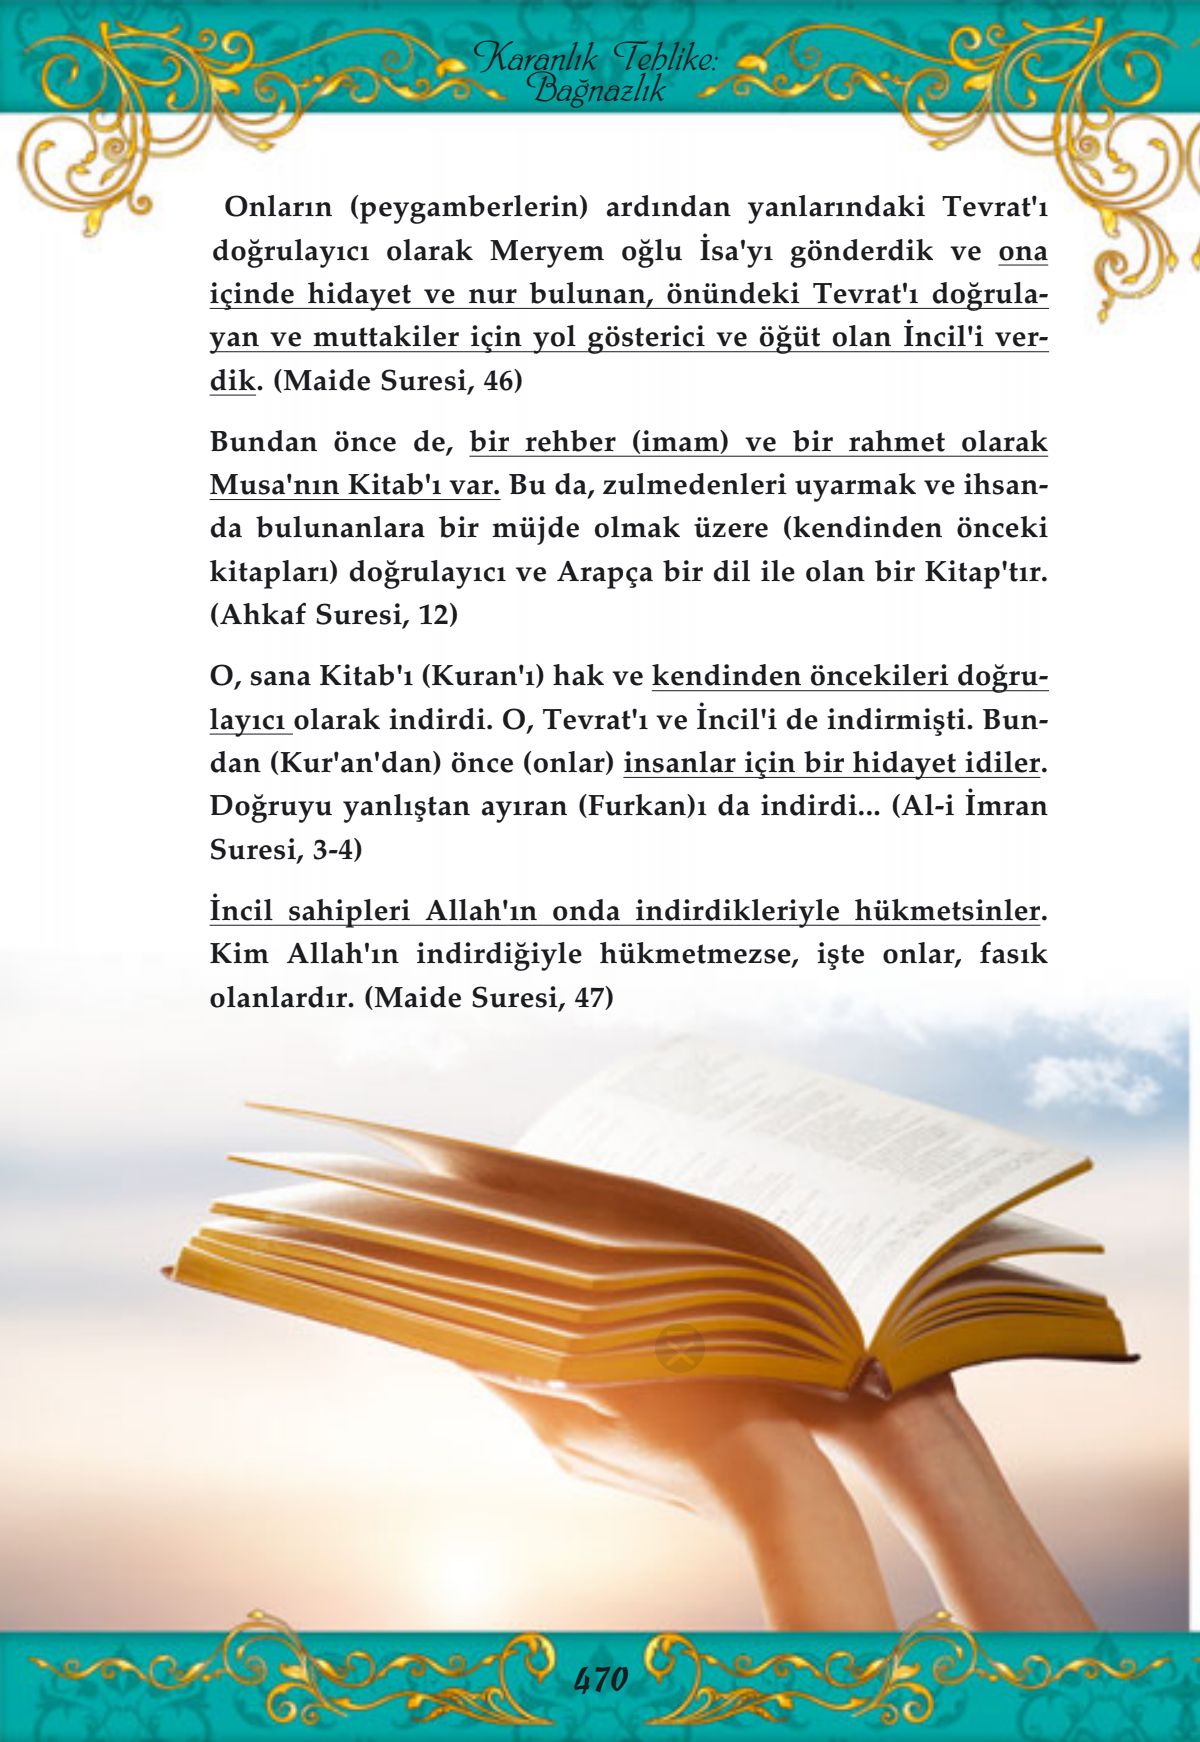 Karanlık Tehlike:
Bağnazlık
Onların (peygamberlerin) ardından yanlarındaki Tevrat'ı
doğrulayıcı olarak Meryem oğlu İsa'yı gönderdik ve ona
içinde hidayet ve nur bulunan, önündeki Tevrat'ı doğrula-
yan ve muttakiler için yol gösterici ve öğüt olan İncil'i ver-
dik. (Maide Suresi, 46)
Bundan önce de, bir rehber (imam) ve bir rahmet olarak
Musa'nın Kitab'ı var. Bu da, zulmedenleri uyarmak ve ihsan-
da bulunanlara bir müjde olmak üzere (kendinden önceki
kitapları) doğrulayıcı ve Arapça bir dil ile olan bir Kitap'tır.
(Ahkaf Suresi, 12)
O, sana Kitab'ı (Kuran'ı) hak ve kendinden öncekileri doğru-
layıcı olarak indirdi. O, Tevrat'ı ve İncil'i de indirmişti. Bun-
dan (Kur'an'dan) önce (onlar) insanlar için bir hidayet idiler.
Doğruyu yanlıştan ayıran (Furkan)ı da indirdi... (Al-i İmran
Suresi, 3-4)
İncil sahipleri Allah'ın onda indirdikleriyle hükmetsinler.
Kim Allah'ın indirdiğiyle hükmetmezse, işte onlar, fasık
olanlardır. (Maide Suresi, 47)
470